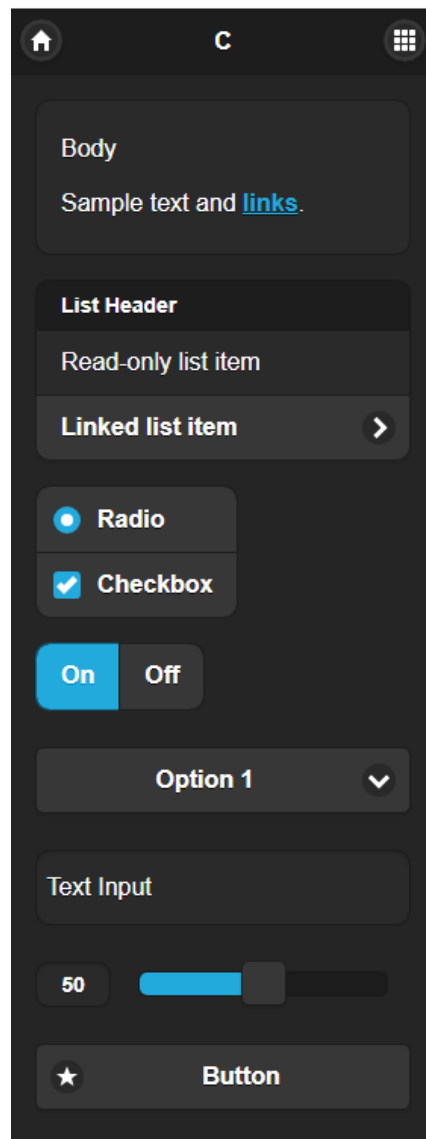 C
Body
Sample text and links.
List Header
Read-only list item
Linked list item
Radio
Checkbox
On Off
Option 1
Text Input
50
Button